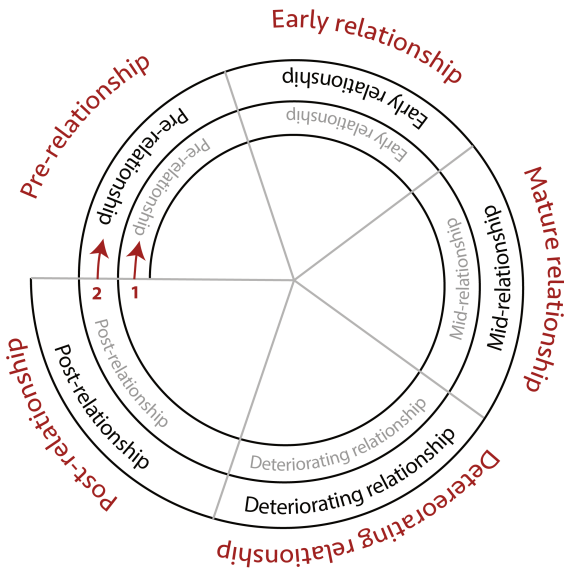 Early relationship
Pre-relationship
Mature relationship
Detereorating relationship
Post-relationship
Pre-relationship
Early relationship
Mid-relationship
Deteriorating relationship
Post-relationship
Pre-relationship
Early relationship
Mid-relationship
Deteriorating relationship
Post-relationship
2
1